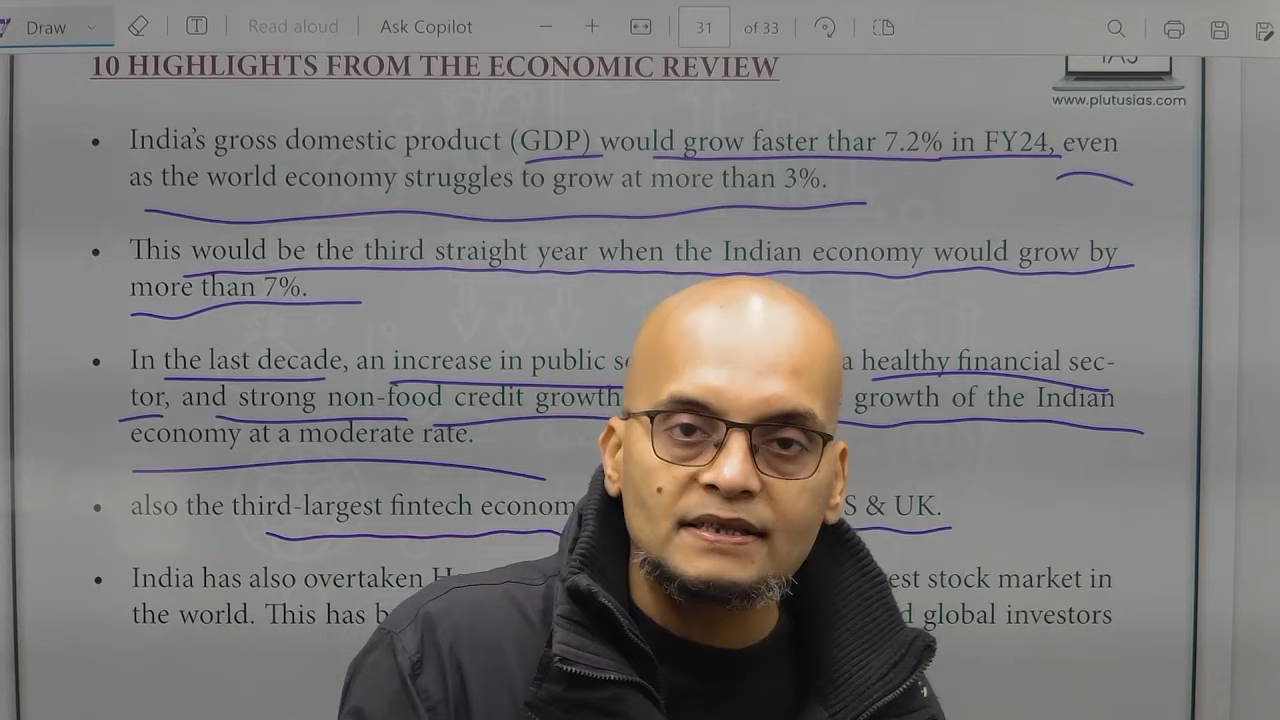 Draw
Read aloud
Ask Copilot
31
of 33
10 HIGHLIGHTS FROM THE ECONOMIC REVIEW
IAS
www.plutusias.com
• India's gross domestic product (GDP) would grow faster thar 7.2% in FY24, even
as the world economy struggles to grow at more than 3%.
• This would be the third straight year when the Indian economy would grow by
more than 7%.
• In the last decade, an increase in public a healthy financial sec-
tor, and strong non-food credit growth growth of the Indian
economy at a moderate rate.
• also the third-largest fintech econom S & UK.
• India has also overtaken est stock market in
the world. This has global investors